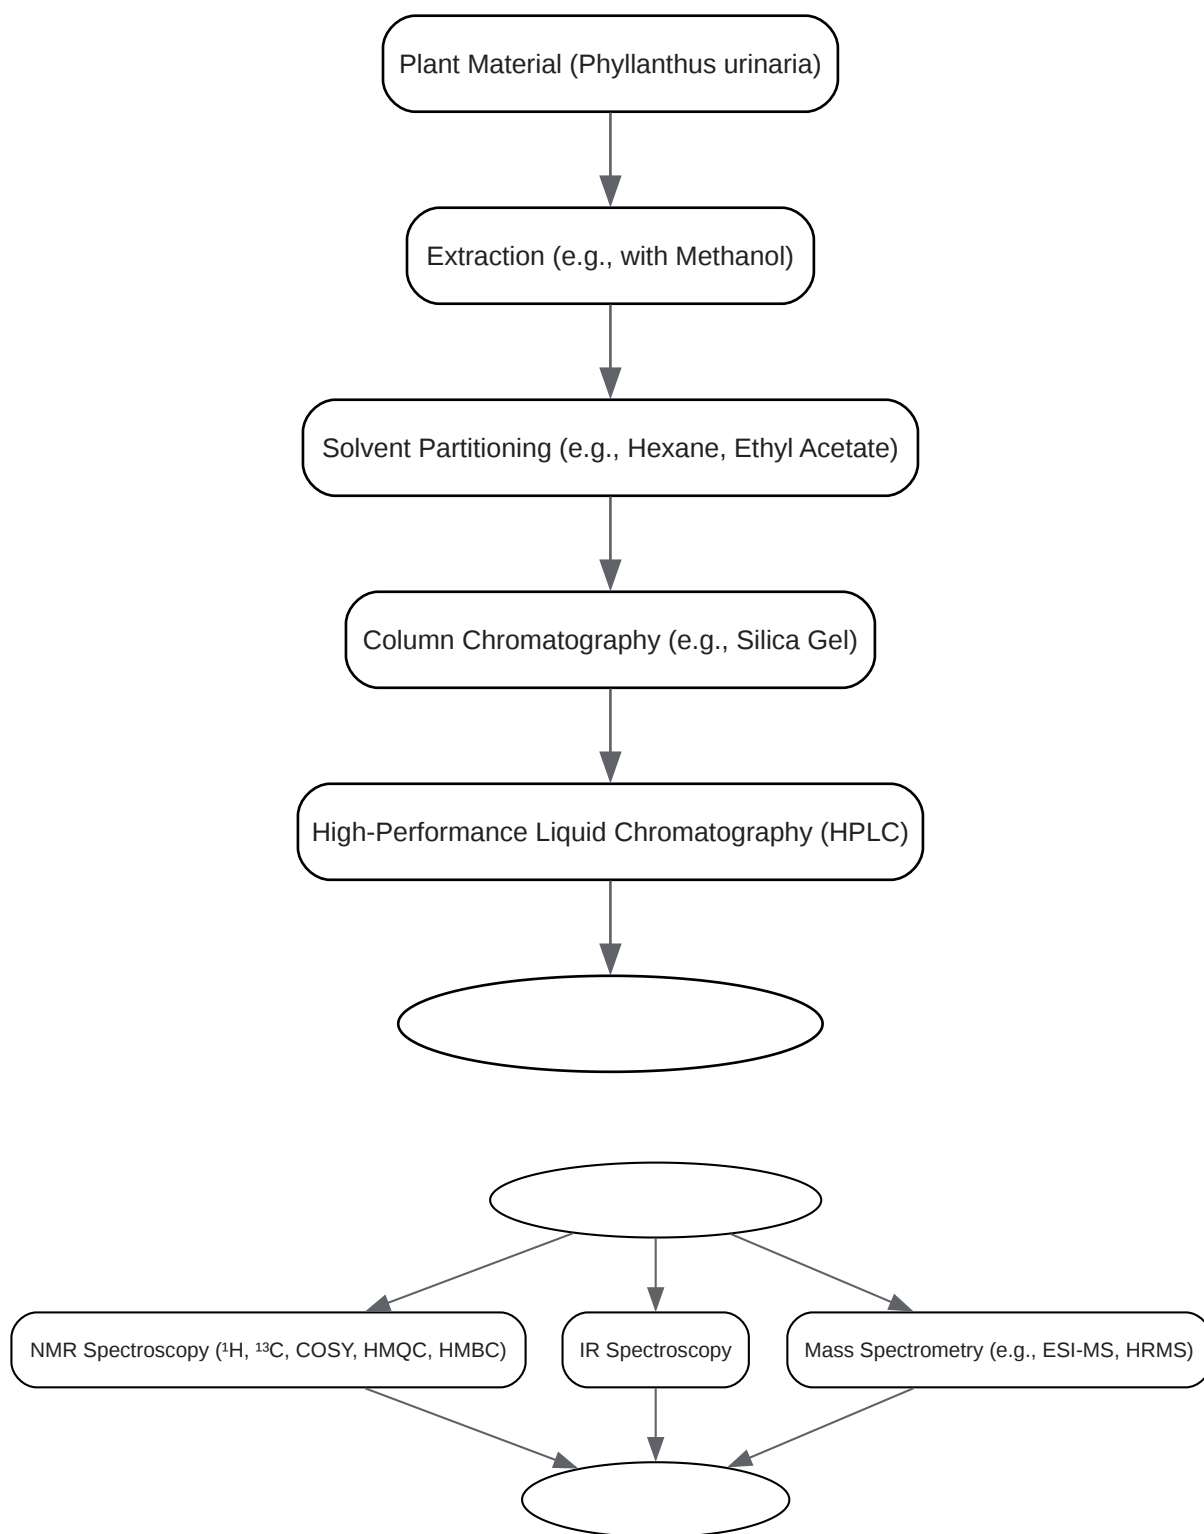 Plant Material (Phyllanthus urinaria)
Extraction (e.g., with Methanol)
Solvent Partitioning (e.g., Hexane, Ethyl Acetate)
Column Chromatography (e.g., Silica Gel)
High-Performance Liquid Chromatography (HPLC)
NMR Spectroscopy (¹H, ¹³C, COSY, HMQC, HMBC)
IR Spectroscopy
Mass Spectrometry (e.g., ESI-MS, HRMS)